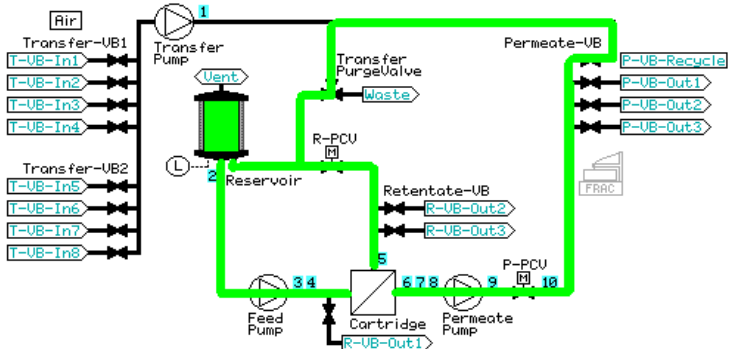 Air
1
Transfer-VB1
Transfer
Pump
Permeate-VB
T-VB-In1
T-VB-In2
T-VB-In3
T-VB-In4
Vent
Transfer
PurgeValve
Waste
P-VB-Recycle
P-VB-Out1
P-VB-Out2
P-VB-Out3
R-PCV
M
L
2
Reservoir
Transfer-VB2
T-VB-In5
T-VB-In6
T-VB-In7
T-VB-In8
Retentate-VB
R-VB-Out2
R-VB-Out3
FRAC
5
P-PCV
M
3 4
6 7 8
9
10
Feed
Pump
Cartridge
Permeate
Pump
R-VB-Out1